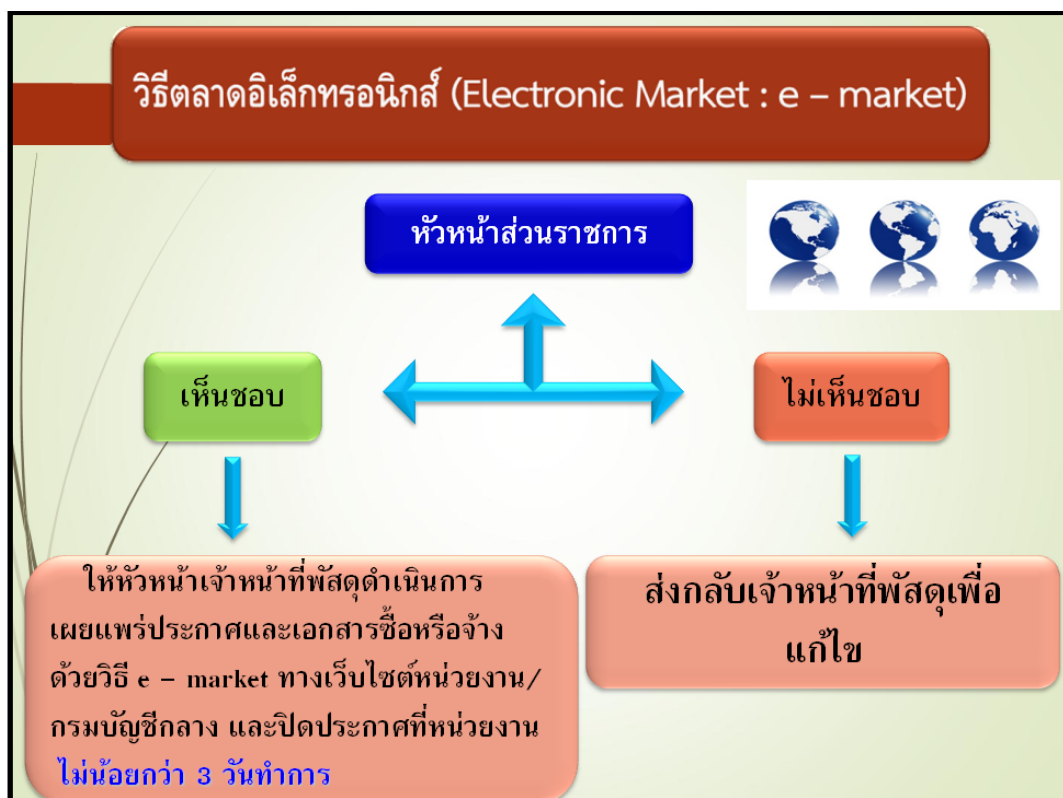 วิธีตลาดอิเล็กทรอนิกส์ (Electronic Market : e – market)
หัวหน้าส่วนราชการ
เห็นชอบ
ไม่เห็นชอบ
ให้หัวหน้าเจ้าหน้าที่พัสดุดำเนินการ
เผยแพร่ประกาศและเอกสารซื้อหรือจ้าง
ด้วยวิธี e – market ทางเว็บไซต์หน่วยงาน/
กรมบัญชีกลาง และปิดประกาศที่หน่วยงาน
ไม่น้อยกว่า 3 วันทำการ
ส่งกลับเจ้าหน้าที่พัสดุเพื่อ
แก้ไข